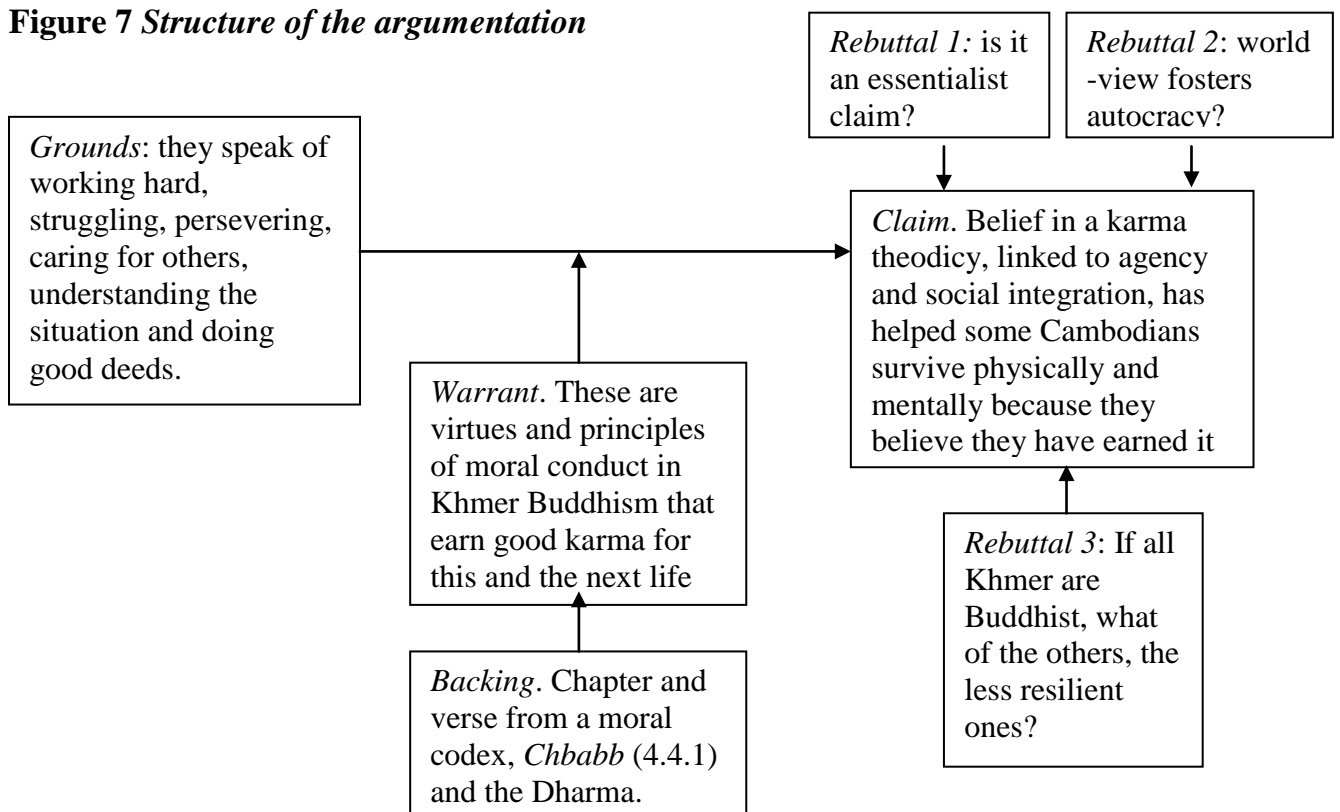 Figure 7 Structure of the argumentation
Rebuttal 1: is it
an essentialist
claim?
Rebuttal 2: world
-view fosters
autocracy?
Grounds: they speak of
working hard,
struggling, persevering,
caring for others,
understanding the
situation and doing
good deeds.
Claim. Belief in a karma
theodicy, linked to agency
and social integration, has
helped some Cambodians
survive physically and
mentally because they
believe they have earned it
Warrant. These are
virtues and principles
of moral conduct in
Khmer Buddhism that
earn good karma for
this and the next life
Rebuttal 3: If all
Khmer are
Buddhist, what
of the others, the
less resilient
ones?
Backing. Chapter and
verse from a moral
codex, Chbabb (4.4.1)
and the Dharma.